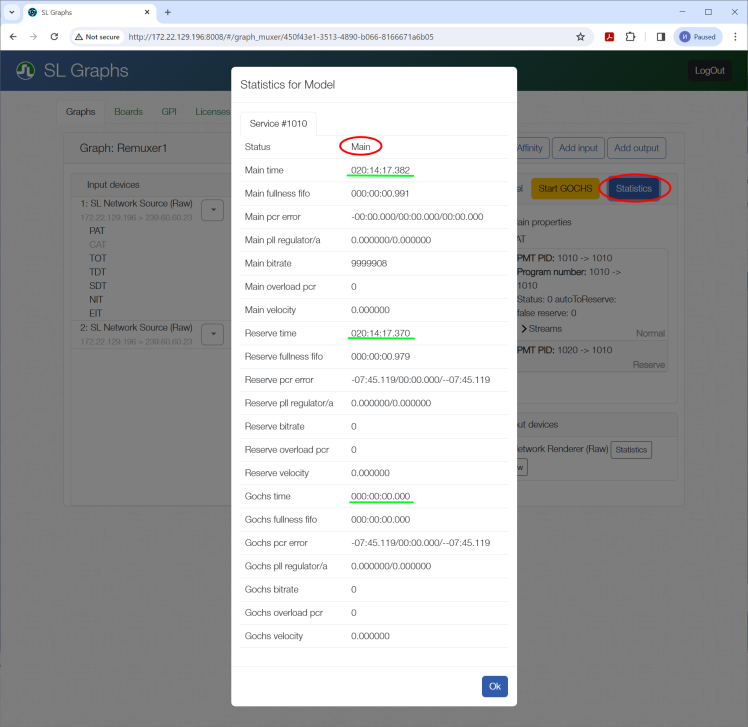 SL Graphs
Not secure http://172.22.129.196:8008/#/graph_muxer/450f43e1-3513-4890-b066-8166671a6b05
И Paused
SL Graphs
LogOut
Graphs Boards GPI Licenses
Graph: Remuxer1
Affinity Add input Add output
Input devices
1: SL Network Source (Raw)
172.22.129.196 > 239.60.60.23
PAT
CAT
TOT
TDT
SDT
NIT
EIT
2: SL Network Source (Raw)
172.22.129.196 > 239.60.60.23
Start GOCHS Statistics
PMT PID: 1010 -> 1010
Program number: 1010 ->
1010
Status: 0 autoToReserve:
false reserve: 0
Streams
Normal
PMT PID: 1020 -> 1010
Reserve
ut devices
etwork Renderer (Raw) Statistics
Statistics for Model
Service #1010
Status Main
Main time 020:14:17.382
Main fullness fifo 000:00:00.991
Main pcr error -00:00.000/00:00.000/00:00.000
Main pll regulator/a 0.000000/0.000000
Main bitrate 9999908
Main overload pcr 0
Main velocity 0.000000
Reserve time 020:14:17.370
Reserve fullness fifo 000:00:00.979
Reserve pcr error -07:45.119/00:00.000/--07:45.119
Reserve pll regulator/a 0.000000/0.000000
Reserve bitrate 0
Reserve overload pcr 0
Reserve velocity 0.000000
Gochs time 000:00:00.000
Gochs fullness fifo 000:00:00.000
Gochs pcr error -07:45.119/00:00.000/--07:45.119
Gochs pll regulator/a 0.000000/0.000000
Gochs bitrate 0
Gochs overload pcr 0
Gochs velocity 0.000000
Ok